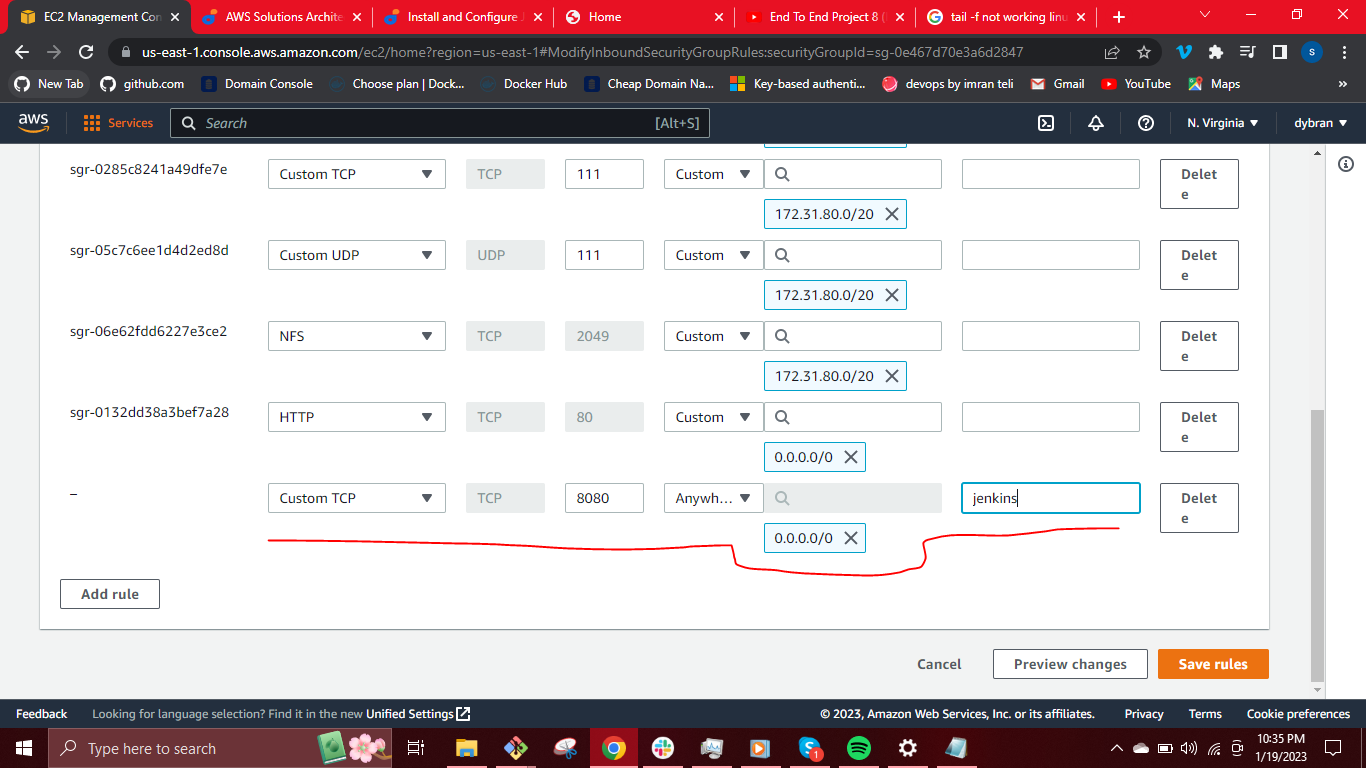 EC2 Management Con
AWS Solutions Archite
Install and Configure J
Home
End To End Project 8 (
tail -f not working linu
us-east-1.console.aws.amazon.com/ec2/home?region=us-east-1#ModifyInboundSecurityGroupRules:securityGroupId=sg-0e467d70e3a6d2847
S
New Tab
github.com
Domain Console
Choose plan | Dock...
Docker Hub
Cheap Domain Na...
Key-based authenti...
devops by imran teli
Gmail
YouTube
Maps
»
aws
Services
Search
[Alt+S]
N. Virginia
dybran
sgr-0285c8241a49dfe7e
Custom TCP
TCP
111
Custom
Delet
e
172.31.80.0/20
sgr-05c7c6ee1d4d2ed8d
Custom UDP
UDP
111
Custom
Delet
e
172.31.80.0/20
sgr-06e62fdd6227e3ce2
NFS
TCP
2049
Custom
Delet
e
172.31.80.0/20
sgr-0132dd38a3bef7a28
HTTP
TCP
80
Custom
Delet
e
0.0.0.0/0
–
Custom TCP
TCP
8080
Anywh...
jenkins
Delet
e
0.0.0.0/0
Add rule
Cancel
Preview changes
Save rules
Feedback
Looking for language selection? Find it in the new Unified Settings
© 2023, Amazon Web Services, Inc. or its affiliates.
Privacy
Terms
Cookie preferences
Type here to search
1
10:35 PM
1/19/2023